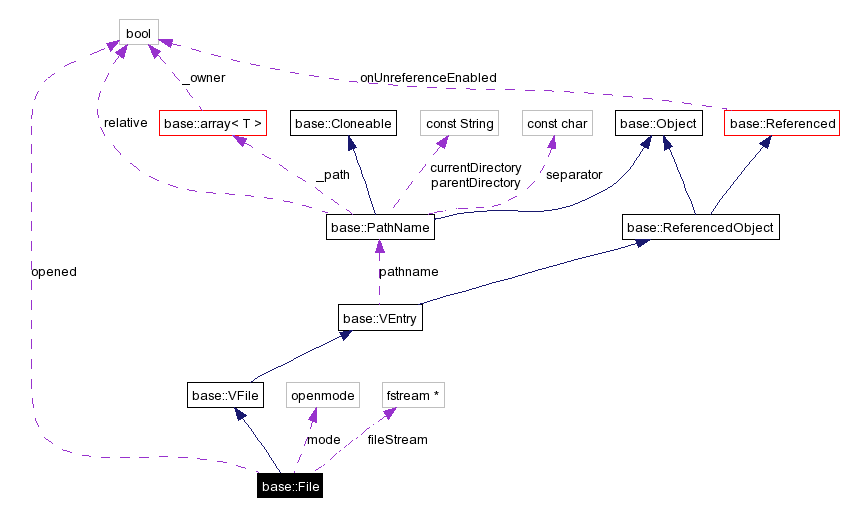 bool
_owner
onUnreferenceEnabled
relative
base::array< T >
base::Cloneable
const String
const char
base::Object
base::Referenced
_path
currentDirectory
parentDirectory
separator
base::PathName
base::ReferencedObject
opened
pathname
base::VEntry
base::VFile
openmode
fstream *
mode
fileStream
base::File